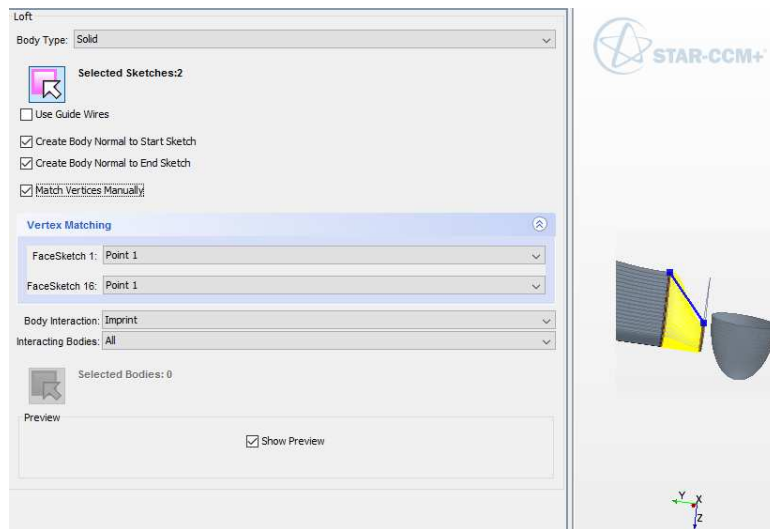 Loft
Body Type: Solid
STAR-CCM+
Selected Sketches:2
Use Guide Wires
Create Body Normal to Start Sketch
Create Body Normal to End Sketch
Match Vertices Manually
Vertex Matching
FaceSketch 1: Point 1
FaceSketch 16: Point 1
Body Interaction: Imprint
Interacting Bodies: All
Selected Bodies: 0
Preview
Show Preview
Y X
Z